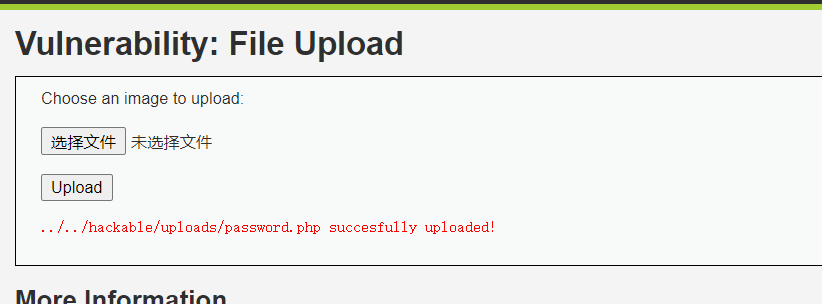 Vulnerability: File Upload
Choose an image to upload:
选择文件 未选择文件
Upload
../../hackable/uploads/password.php succesfully uploaded!
More Information